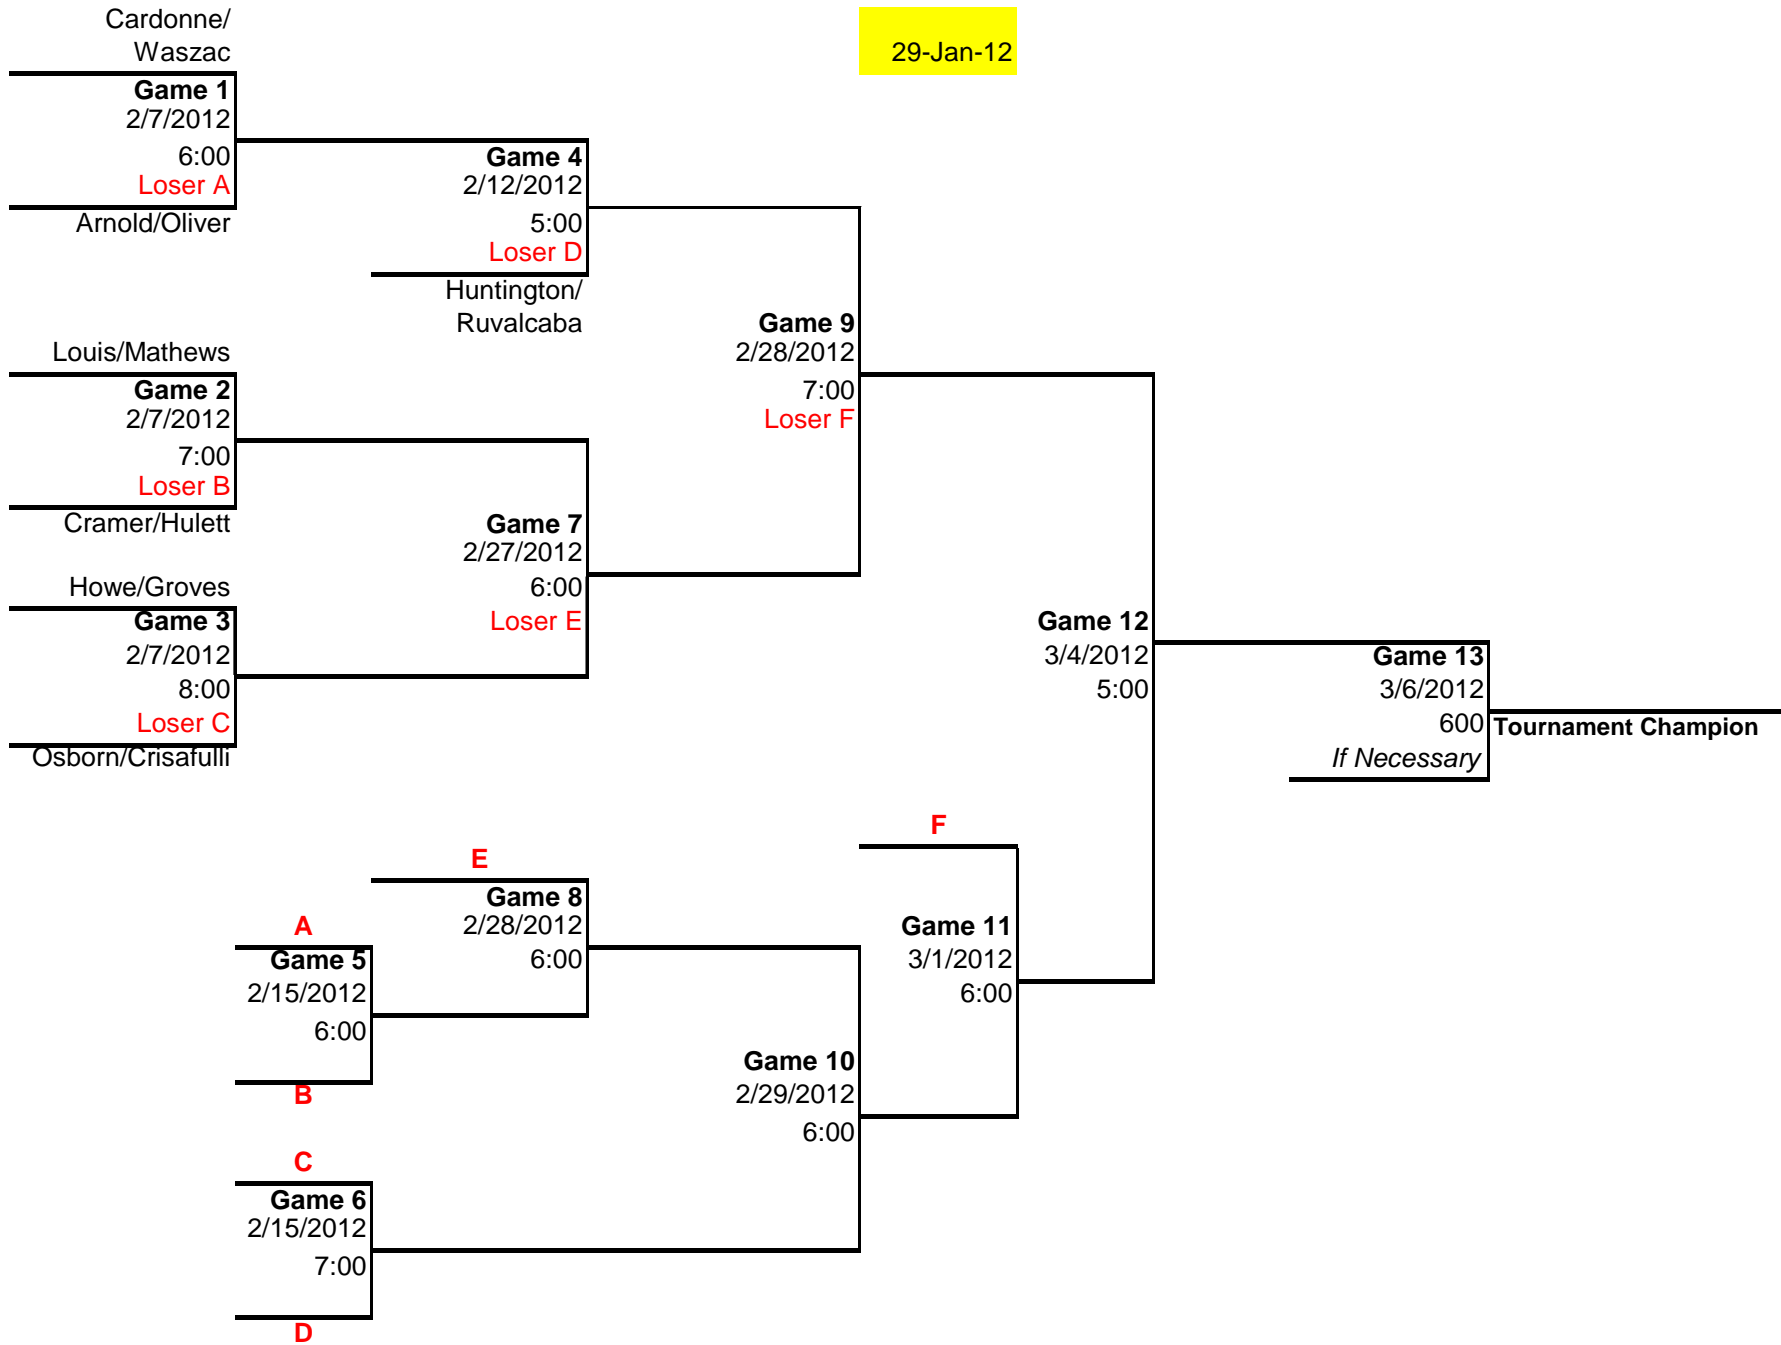 Cardonne/
Waszac
29-Jan-12
Game 1
2/7/2012
6:00
Loser A
Arnold/Oliver
Game 4
2/12/2012
5:00
Loser D
Huntington/
Ruvalcaba
Louis/Mathews
Game 2
2/7/2012
7:00
Loser B
Cramer/Hulett
Game 9
2/28/2012
7:00
Loser F
Howe/Groves
Game 3
2/7/2012
8:00
Loser C
Osborn/Crisafulli
Game 7
2/27/2012
6:00
Loser E
Game 12
3/4/2012
5:00
Game 13
3/6/2012
600
If Necessary
Tournament Champion
F
E
Game 8
2/28/2012
6:00
A
Game 5
2/15/2012
6:00
B
Game 11
3/1/2012
6:00
Game 10
2/29/2012
6:00
C
Game 6
2/15/2012
7:00
D